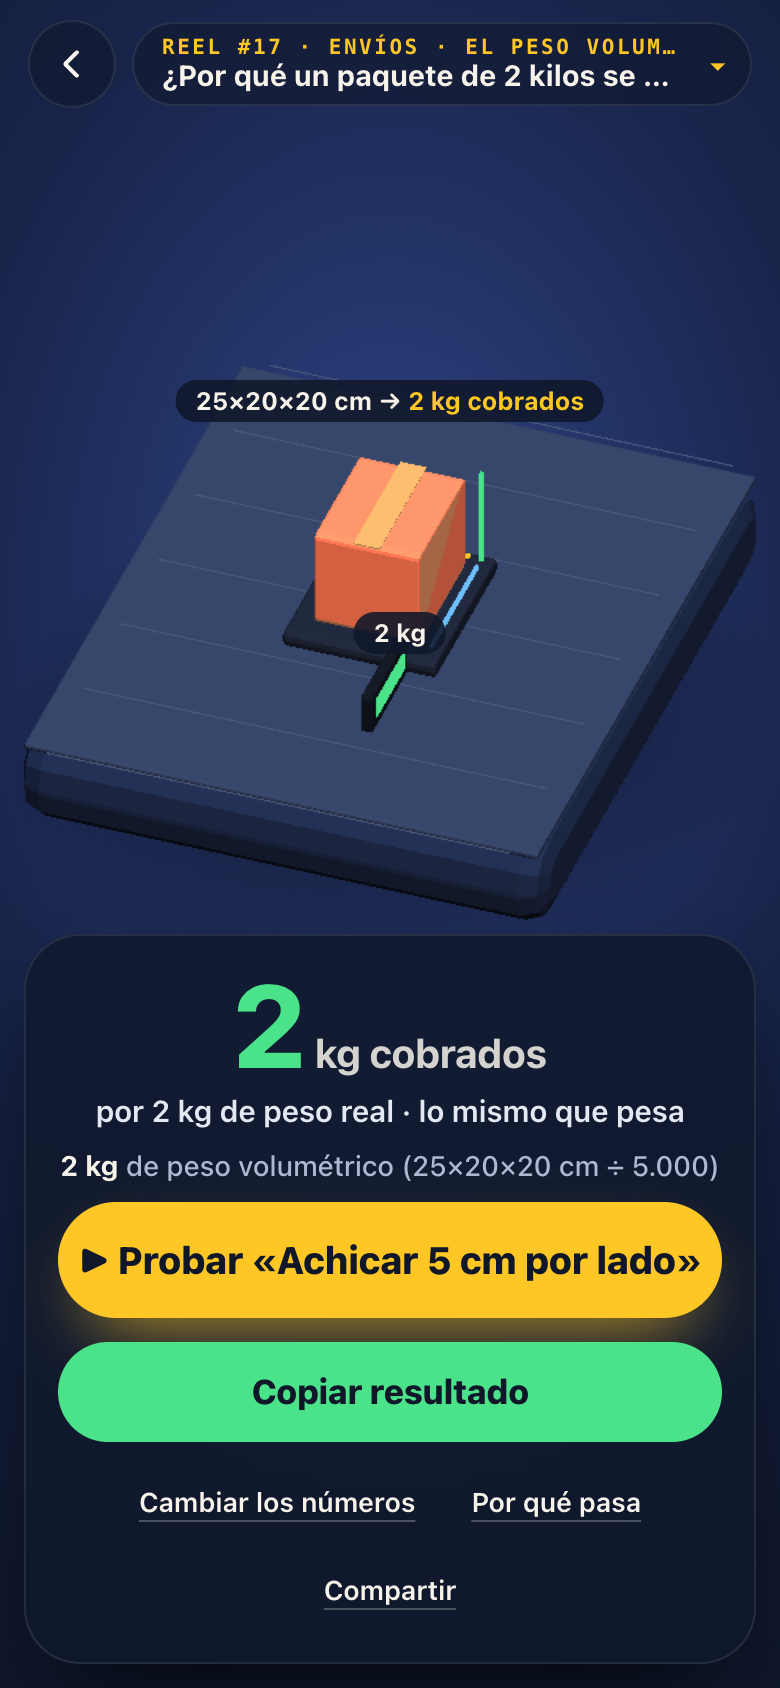 REEL #17 · ENVÍOS · EL PESO VOLUM…
¿Por qué un paquete de 2 kilos se ...
25×20×20 cm → 2 kg cobrados
2 kg
2 kg cobrados
por 2 kg de peso real · lo mismo que pesa
2 kg de peso volumétrico (25×20×20 cm ÷ 5.000)
▶ Probar «Achicar 5 cm por lado»
Copiar resultado
Cambiar los números
Por qué pasa
Compartir